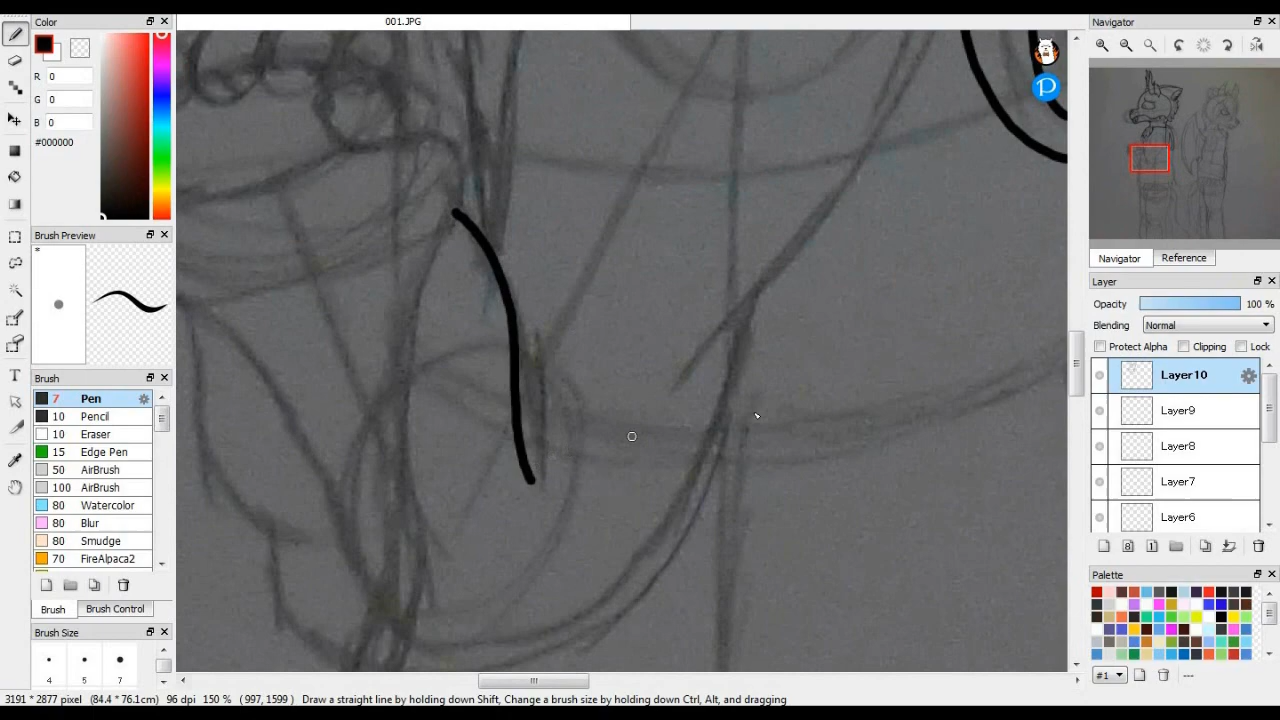 Color
001.JPG
Navigator
R 0
G 0
B 0
#000000
Brush Preview
*
Navigator Reference
Layer
Opacity 100 %
Blending Normal
Protect Alpha Clipping Lock
Layer10
Layer9
Layer8
Layer7
Layer6
Brush
7 Pen
10 Pencil
10 Eraser
15 Edge Pen
50 AirBrush
100 AirBrush
80 Watercolor
80 Blur
80 Smudge
70 FireAlpaca2
Brush Brush Control
Brush Size
4 5 7
Palette
#1 ---
3191 * 2877 pixel (84.4 * 76.1cm) 96 dpi 150 % (997, 1599) Draw a straight line by holding down Shift, Change a brush size by holding down Ctrl, Alt, and dragging
T
P
8
1